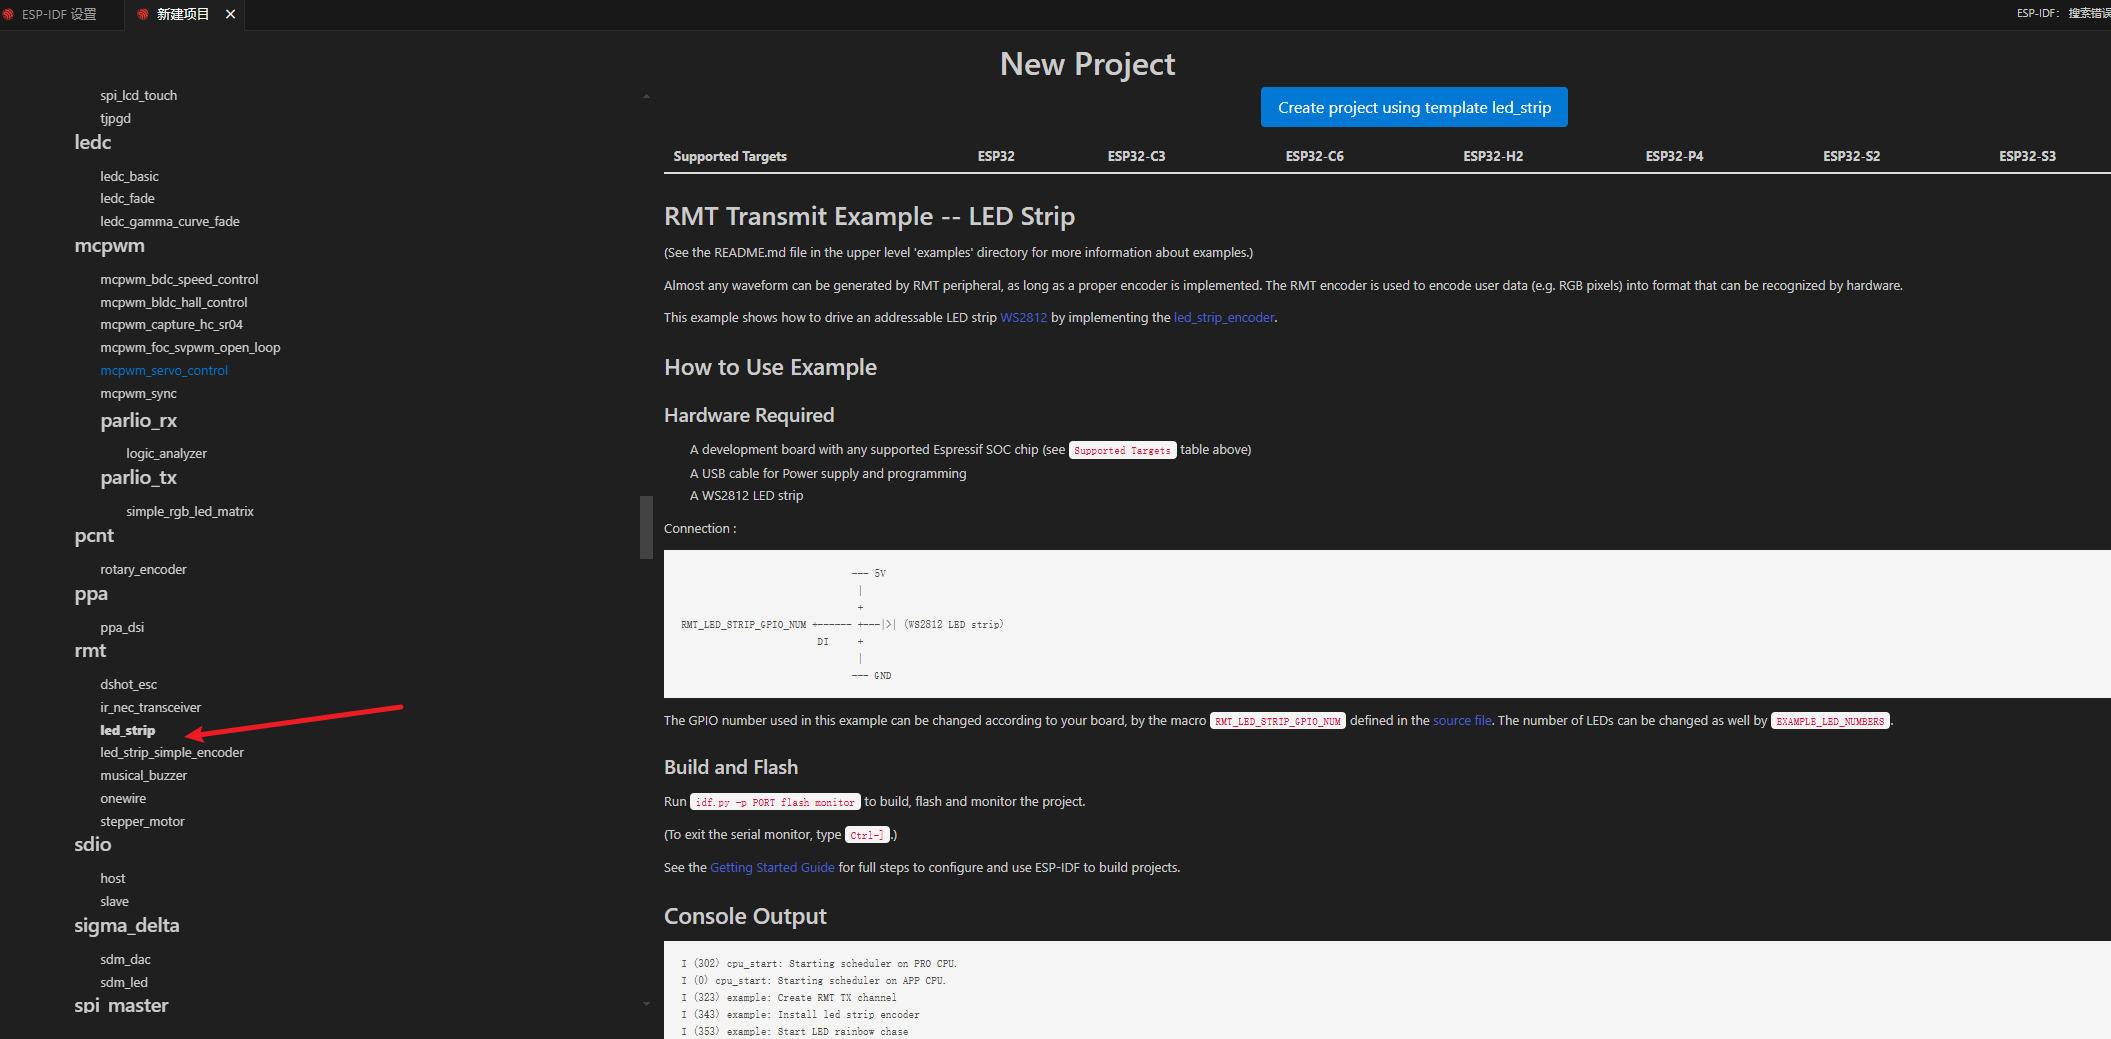 ESP-IDF 设置
新建项目
ESP-IDF： 搜索错误
New Project
spi_lcd_touch
tjpgd
ledc
ledc_basic
ledc_fade
ledc_gamma_curve_fade
mcpwm
mcpwm_bdc_speed_control
mcpwm_bldc_hall_control
mcpwm_capture_hc_sr04
mcpwm_foc_svpwm_open_loop
mcpwm_servo_control
mcpwm_sync
parlio_rx
logic_analyzer
parlio_tx
simple_rgb_led_matrix
pcnt
rotary_encoder
ppa
ppa_dsi
rmt
dshot_esc
ir_nec_transceiver
led_strip
led_strip_simple_encoder
musical_buzzer
onewire
stepper_motor
sdio
host
slave
sigma_delta
sdm_dac
sdm_led
spi_master
Create project using template led_strip
Supported Targets ESP32 ESP32-C3 ESP32-C6 ESP32-H2 ESP32-P4 ESP32-S2 ESP32-S3
RMT Transmit Example -- LED Strip
(See the README.md file in the upper level 'examples' directory for more information about examples.)
Almost any waveform can be generated by RMT peripheral, as long as a proper encoder is implemented. The RMT encoder is used to encode user data (e.g. RGB pixels) into format that can be recognized by hardware.
This example shows how to drive an addressable LED strip WS2812 by implementing the led_strip_encoder.
How to Use Example
Hardware Required
A development board with any supported Espressif SOC chip (see Supported Targets table above)
A USB cable for Power supply and programming
A WS2812 LED strip
Connection :
--- 5V
|
+
RMT_LED_STRIP_GPIO_NUM +------ +---|>| (WS2812 LED strip)
DI +
|
--- GND
The GPIO number used in this example can be changed according to your board, by the macro RMT_LED_STRIP_GPIO_NUM defined in the source file. The number of LEDs can be changed as well by EXAMPLE_LED_NUMBERS.
Build and Flash
Run idf.py -p PORT flash monitor to build, flash and monitor the project.
(To exit the serial monitor, type Ctrl-].)
See the Getting Started Guide for full steps to configure and use ESP-IDF to build projects.
Console Output
I (302) cpu_start: Starting scheduler on PRO CPU.
I (0) cpu_start: Starting scheduler on APP CPU.
I (323) example: Create RMT TX channel
I (343) example: Install led strip encoder
I (353) example: Start LED rainbow chase